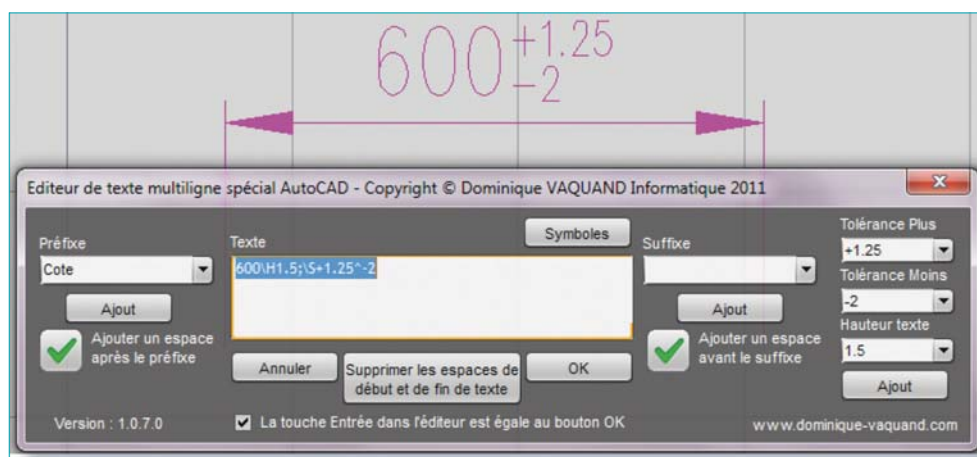 600 +1.25
-2
Editeur de texte multiligne spécial AutoCAD - Copyright © Dominique VAQUAND Informatique 2011
Préfixe
Cote
Ajout
Ajouter un espace
après le préfixe
Version : 1.0.7.0
Texte
Symboles
600\H1.5;\S+1.25^-2
Annuler
Supprimer les espaces de
début et de fin de texte
OK
La touche Entrée dans l'éditeur est égale au bouton OK
Suffixe
Ajout
Ajouter un espace
avant le suffixe
Tolérance Plus
+1.25
Tolérance Moins
-2
Hauteur texte
1.5
Ajout
www.dominique-vaquand.com